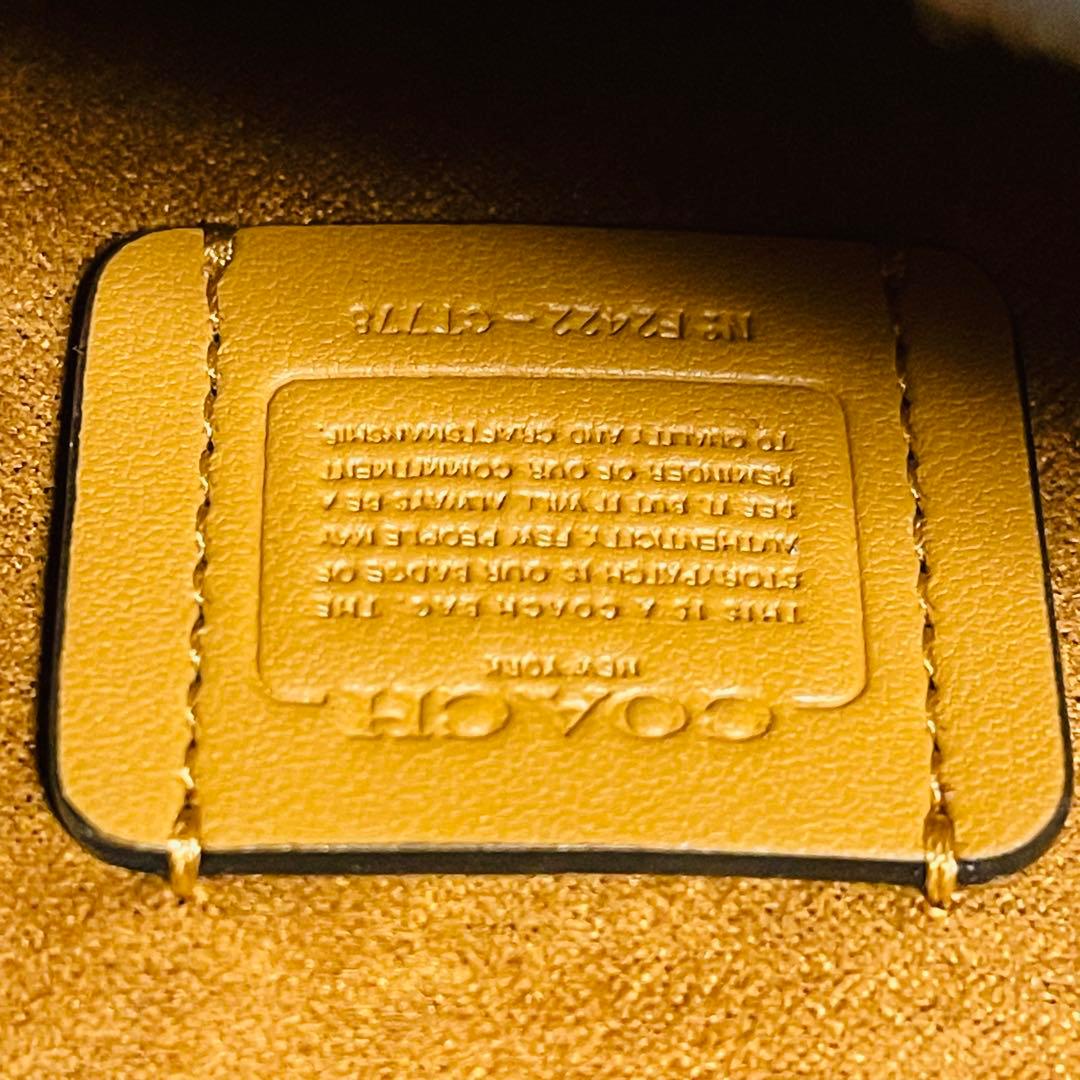 COACH
NEW YORK
THIS IS A COACH BAG. THE
STORYPATCH IS OUR BADGE OF
AUTHENTICITY. FEW PEOPLE MAY
SEE IT, BUT IT WILL ALWAYS BE A
REMINDER OF OUR COMMITMENT
TO QUALITY AND CRAFTSMANSHIP.
Nº F2422-CT778